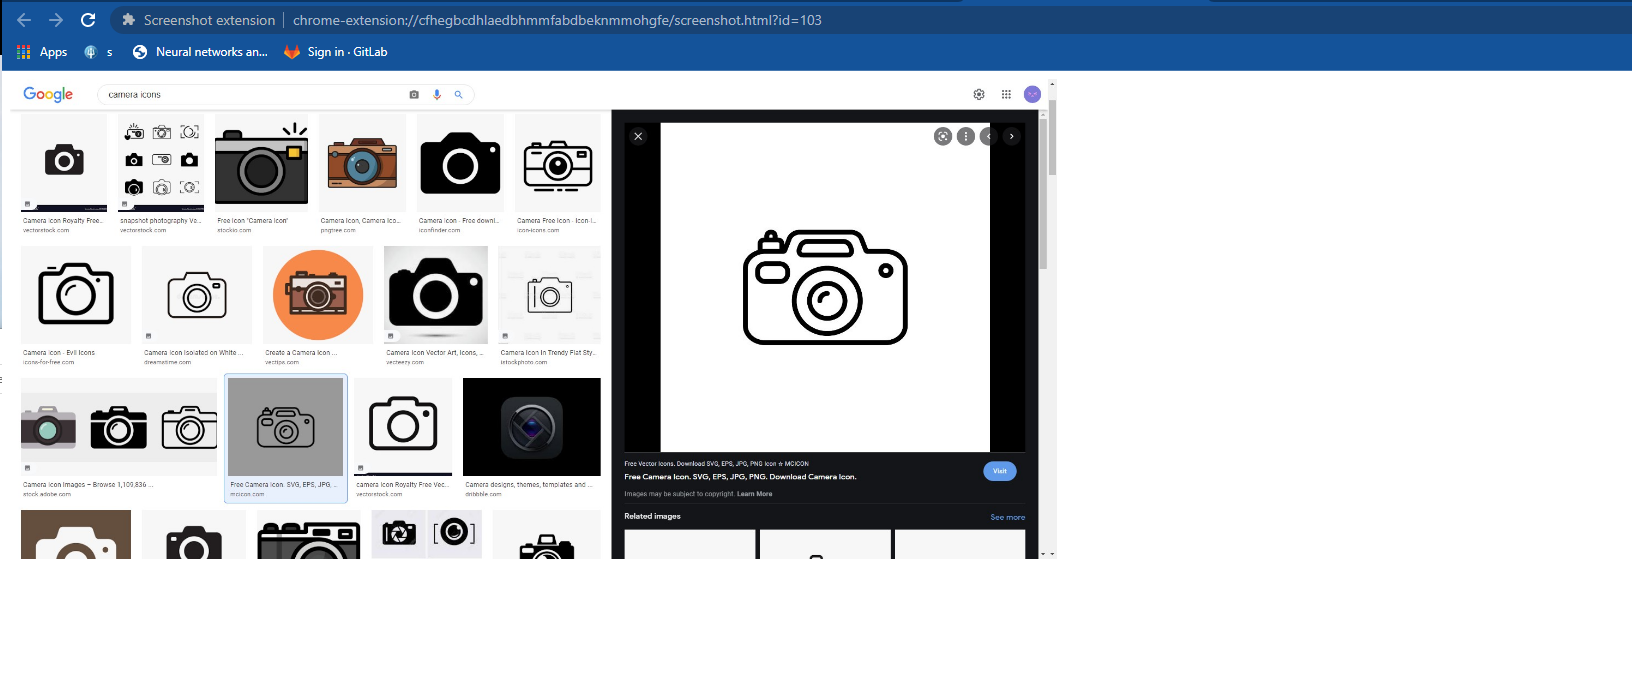 Screenshot extension | chrome-extension://cfhegbcdhlaedbhmmfabdbeknmmohgfe/screenshot.html?id=103
Apps s Neural networks an... Sign in · GitLab
Google camera icons
Camera Icon Royalty Free... snapshot photography Ve... Free icon "Camera icon" Camera Icon, Camera Ico... Camera icon - Free downl... Camera Free Icon - Icon-I...
vectorstock.com vectorstock.com stockio.com pngtree.com iconfinder.com icon-icons.com
Camera icon - Evil Icons Camera Icon Isolated on White ... Create a Camera Icon ... Camera Icon Vector Art, Icons, ... Camera Icon In Trendy Flat Sty...
icons-for-free.com dreamstime.com vectips.com vecteezy.com istockphoto.com
Camera Icon Images – Browse 1,109,836 ... Free Camera Icon. SVG, EPS, JPG, ... camera icon Royalty Free Vec... Camera designs, themes, templates and ...
stock.adobe.com mcicon.com vectorstock.com dribbble.com
Free Vector Icons. Download SVG, EPS, JPG, PNG Icon ☆ MCICON
Visit
Free Camera Icon. SVG, EPS, JPG, PNG. Download Camera Icon.
Images may be subject to copyright. Learn More
Related images See more